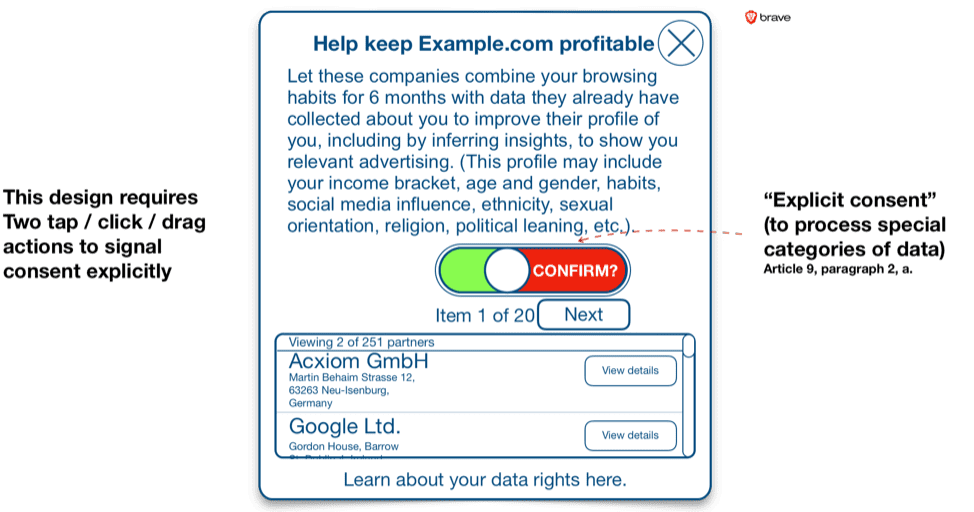 brave
Help keep Example.com profitable
Let these companies combine your browsing
habits for 6 months with data they already have
collected about you to improve their profile of
you, including by inferring insights, to show you
relevant advertising. (This profile may include
your income bracket, age and gender, habits,
social media influence, ethnicity, sexual
orientation, religion, political leaning, etc.).
This design requires
Two tap / click / drag
actions to signal
consent explicitly
“Explicit consent”
(to process special
categories of data)
Article 9, paragraph 2, a.
CONFIRM?
Item 1 of 20
Next
Viewing 2 of 251 partners
Acxiom GmbH
Martin Behaim Strasse 12,
63263 Neu-Isenburg,
Germany
View details
Google Ltd.
Gordon House, Barrow
View details
Learn about your data rights here.